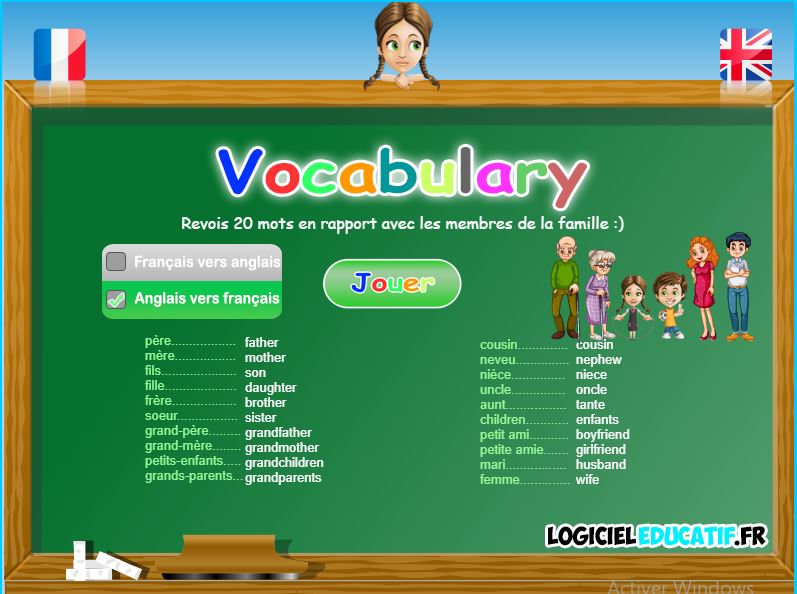 Vocabulary
Revois 20 mots en rapport avec les membres de la famille :)
Français vers anglais
Anglais vers français
Jouer
père.................. father
mère................. mother
fils..................... son
fille.................... daughter
frère.................. brother
soeur................. sister
grand-père......... grandfather
grand-mère........ grandmother
petits-enfants..... grandchildren
grands-parents... grandparents
cousin............. cousin
neveu............... nephew
nièce............... niece
uncle............... oncle
aunt................. tante
children............ enfants
petit ami........... boyfriend
petite amie....... girlfriend
mari................. husband
femme.............. wife
LOGICIELEDUCATIF.FR
Activer Windows